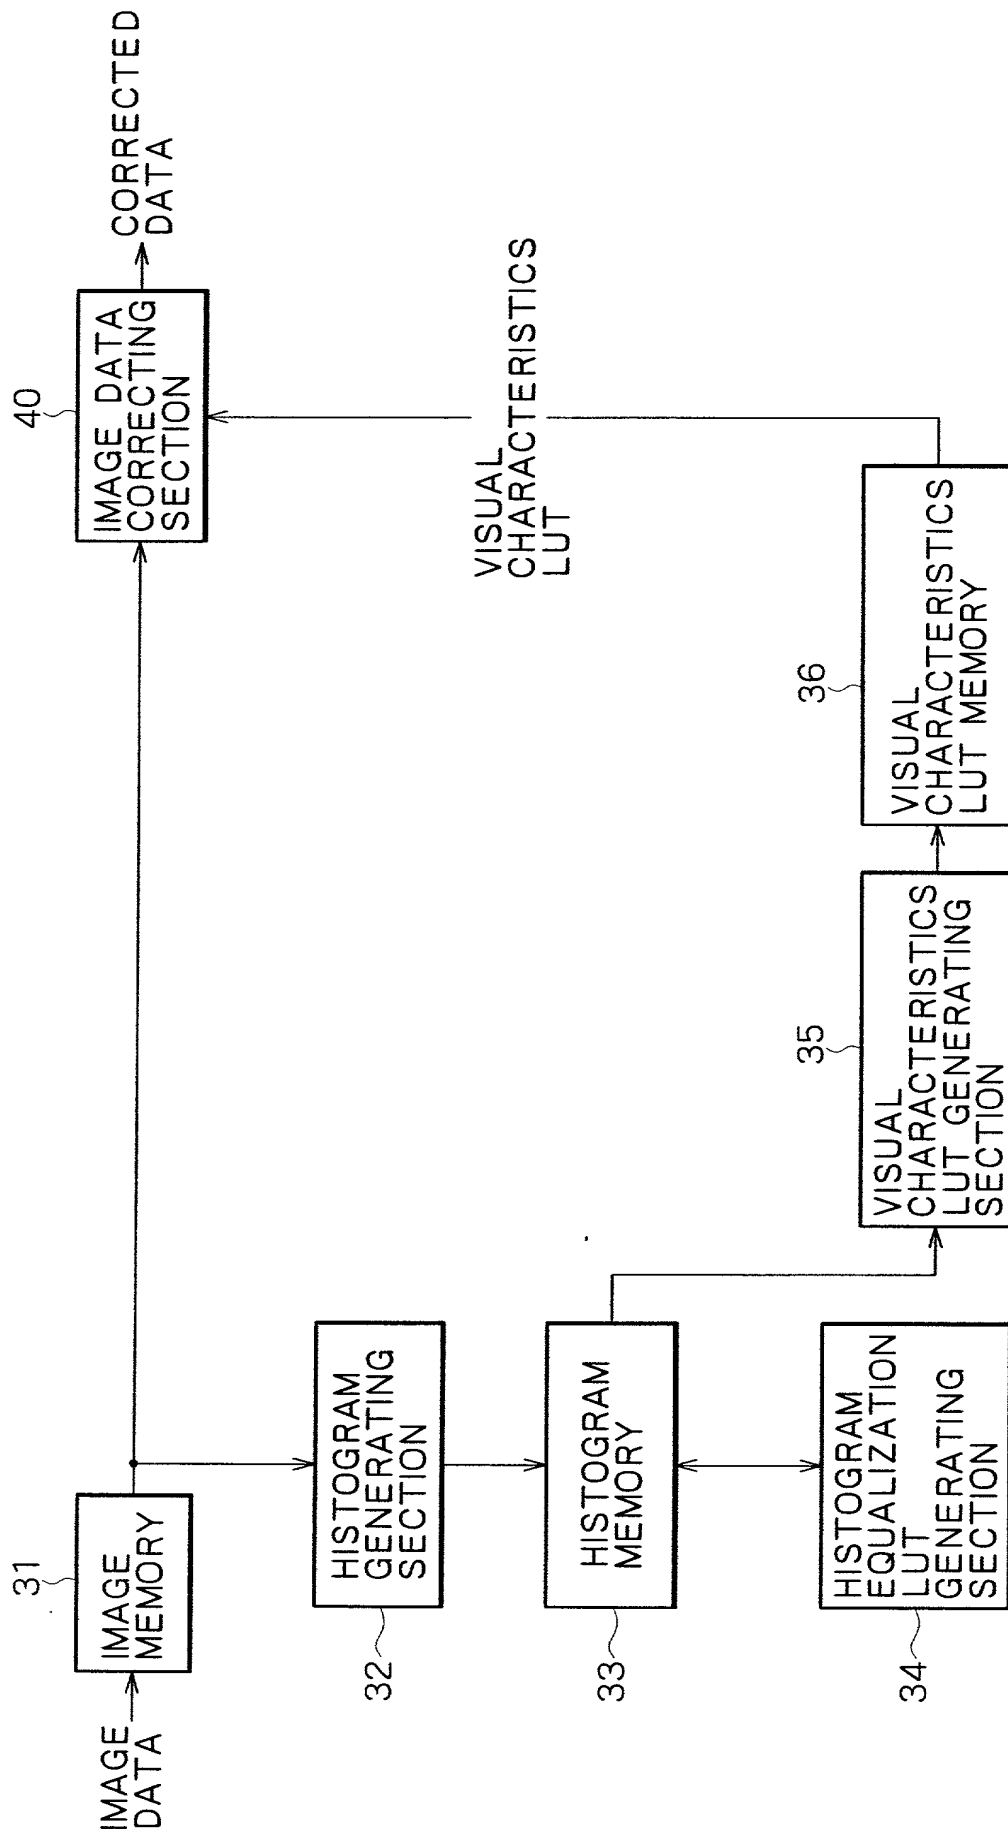 IMAGE
DATA
31
IMAGE
MEMORY
40
IMAGE DATA
CORRECTING
SECTION
CORRECTED
DATA
32
HISTOGRAM
GENERATING
SECTION
33
HISTOGRAM
MEMORY
VISUAL
CHARACTERISTICS
LUT
34
HISTOGRAM
EQUALIZATION
LUT
GENERATING
SECTION
35
VISUAL
CHARACTERISTICS
LUT GENERATING
SECTION
36
VISUAL
CHARACTERISTICS
LUT MEMORY